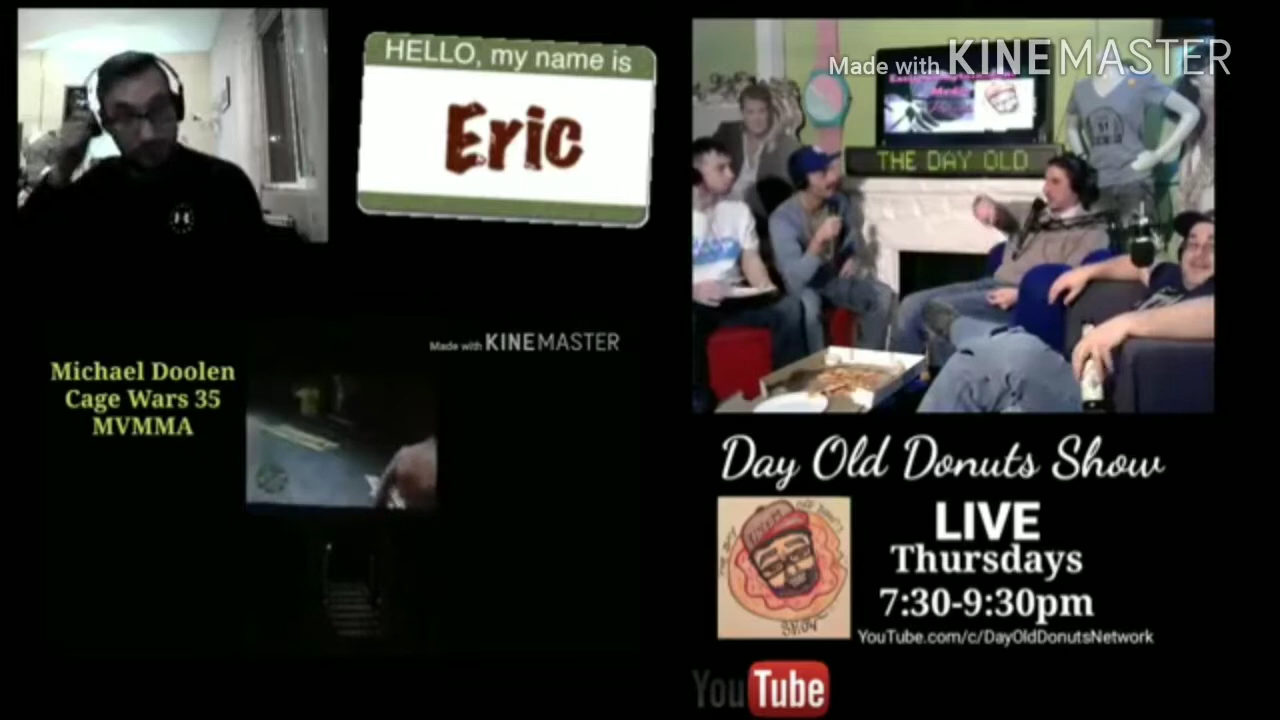 HELLO, my name is
Eric
Made with KINEMASTER
THE DAY OLD
Made with KINEMASTER
Michael Doolen
Cage Wars 35
MVMMA
Day Old Donuts Show
LIVE
Thursdays
7:30-9:30pm
YouTube.com/c/DayOldDonutsNetwork
YouTube